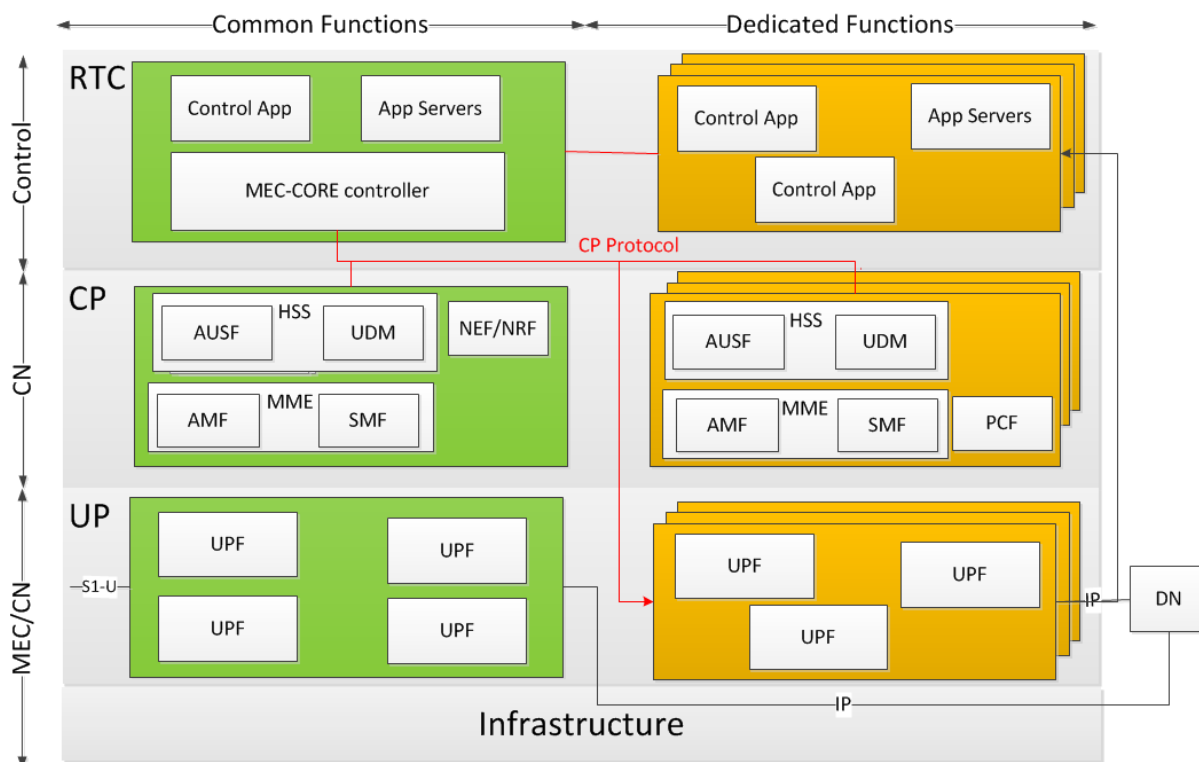 Common Functions
Dedicated Functions
Control
RTC
Control App
App Servers
MEC-CORE controller
Control App
App Servers
Control App
CP Protocol
CN
CP
HSS
AUSF
UDM
NEF/NRF
MME
AMF
SMF
HSS
AUSF
UDM
MME
AMF
SMF
PCF
MEC/CN
UP
S1-U
UPF
UPF
UPF
UPF
UPF
UPF
UPF
IP
DN
IP
Infrastructure